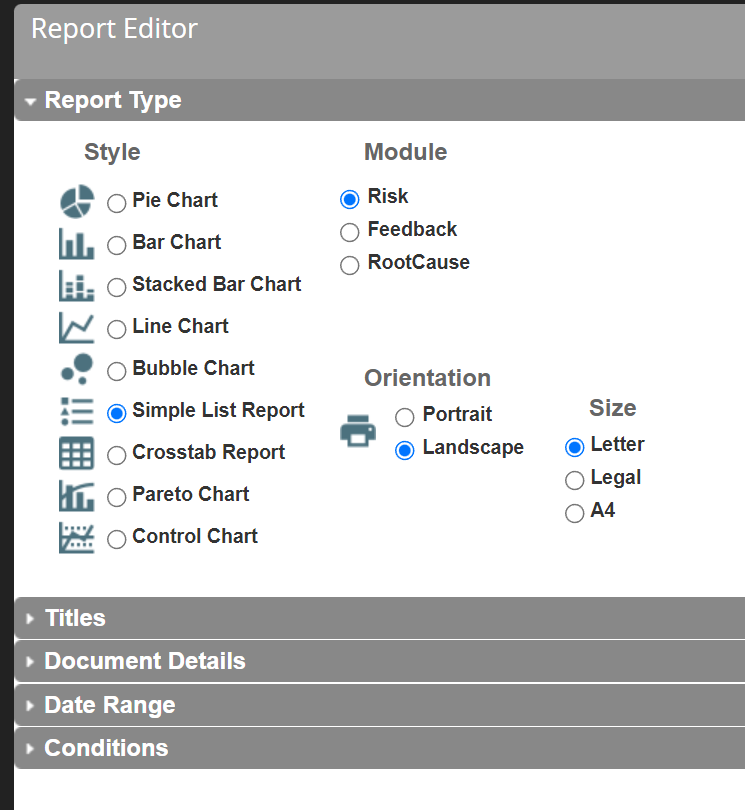 Report Editor
Report Type
Style
Pie Chart
Bar Chart
Stacked Bar Chart
Line Chart
Bubble Chart
Simple List Report
Crosstab Report
Pareto Chart
Control Chart
Module
Risk
Feedback
RootCause
Orientation
Portrait
Landscape
Size
Letter
Legal
A4
Titles
Document Details
Date Range
Conditions